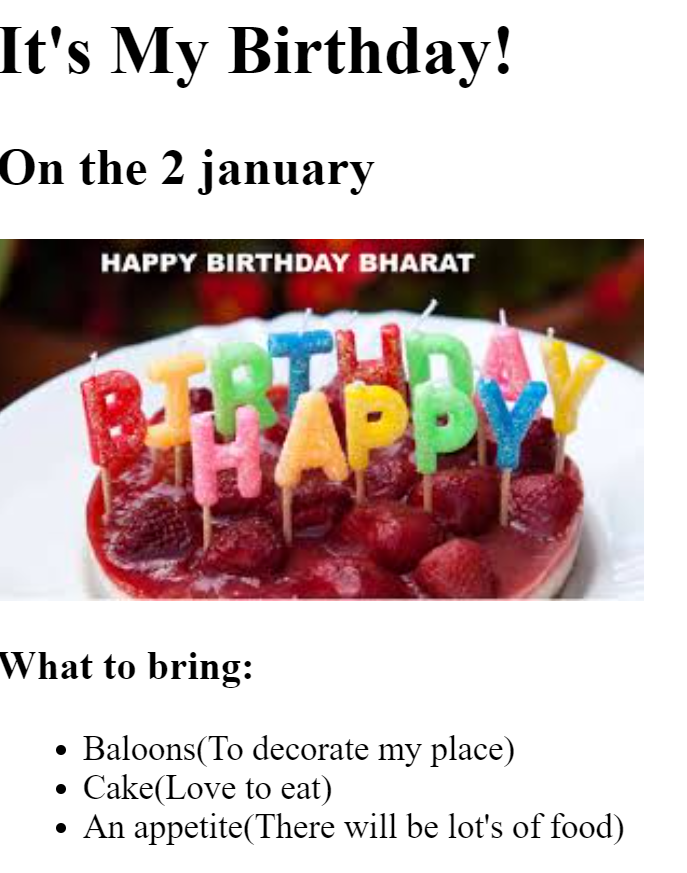 It's My Birthday!
On the 2 january
HAPPY BIRTHDAY BHARAT
BIRTHDAY
HAPPY
What to bring:
Baloons(To decorate my place)
Cake(Love to eat)
An appetite(There will be lot's of food)